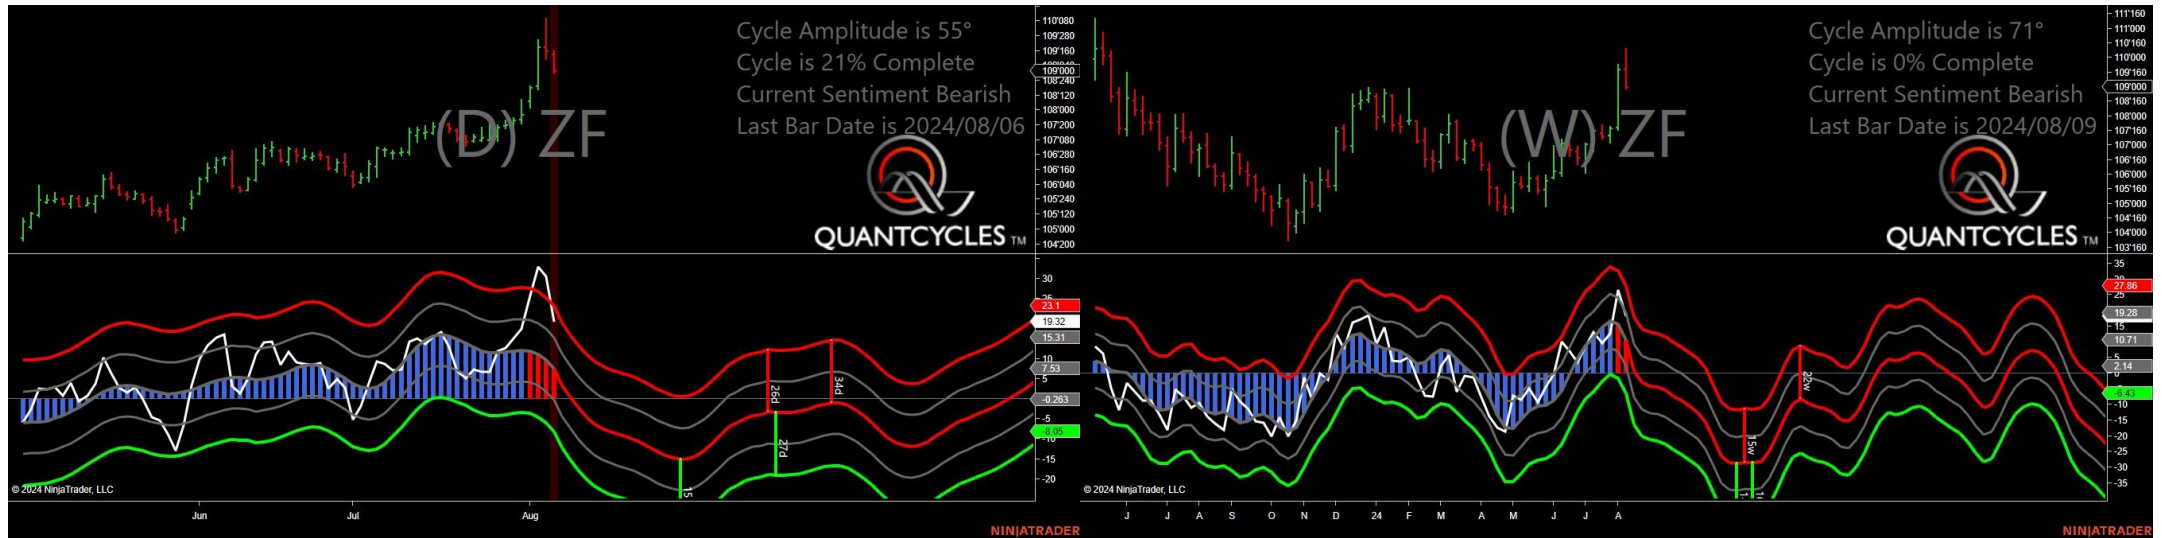 Cycle Amplitude is 55°
Cycle is 21% Complete
Current Sentiment Bearish
Last Bar Date is 2024/08/06
(D) ZF
QUANTCYCLES TM
110'080
109'280
109'160
109'000
108'240
108'120
108'000
107'200
107'080
106'280
106'160
106'040
105'240
105'120
105'000
104'200
30
23.1
19.32
15.31
10
7.53
5
-0.263
-5
-8.05
-10
-15
-20
26d
34d
27d
15
© 2024 NinjaTrader, LLC
Jun
Jul
Aug
NINJATRADER
Cycle Amplitude is 71°
Cycle is 0% Complete
Current Sentiment Bearish
Last Bar Date is 2024/08/09
(W) ZF
QUANTCYCLES TM
111'160
111'000
110'160
110'000
109'160
109'000
108'160
108'000
107'160
107'000
106'160
106'000
105'160
105'000
104'160
104'000
103'160
35
27.86
25
19.28
15
10.71
5
2.14
0
-6.43
-10
-15
-20
-25
-30
-35
22w
15w
© 2024 NinjaTrader, LLC
J
J
A
S
O
N
D
24
F
M
A
M
J
J
A
NINJATRADER